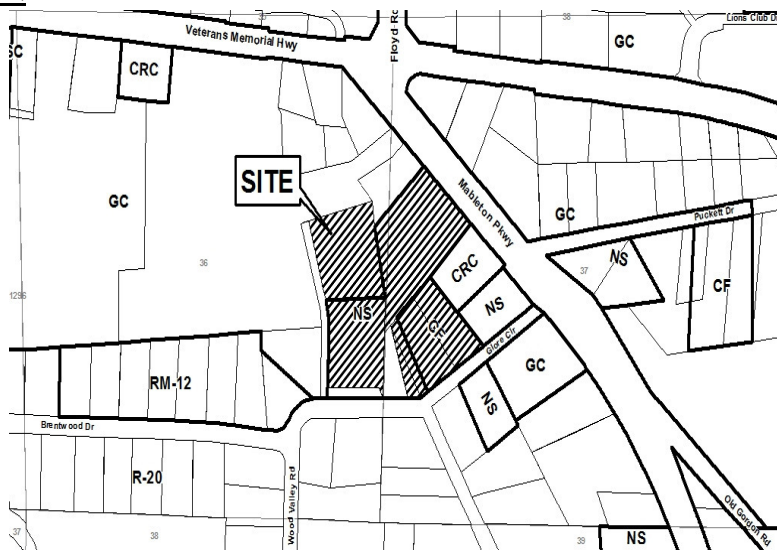 38
Lions Club D
Veterans Memorial Hwy
Floyd Rd
GC
SC
CRC
SITE
Mableton Pkwy
GC
GC
Puckett Dr
36
NS
37
CF
CRC
1296
NS
NS
Glore Cir
GC
RM-12
NS
Brentwood Dr
R-20
Wood Valley Rd
Old Gordon Rd
37
38
39
NS